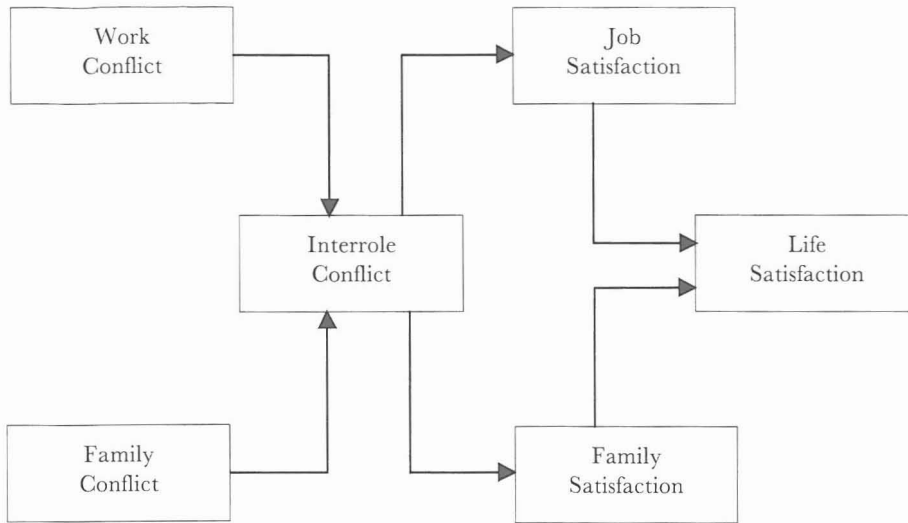 Work
Conflict
Job
Satisfaction
Interrole
Conflict
Life
Satisfaction
Family
Conflict
Family
Satisfaction